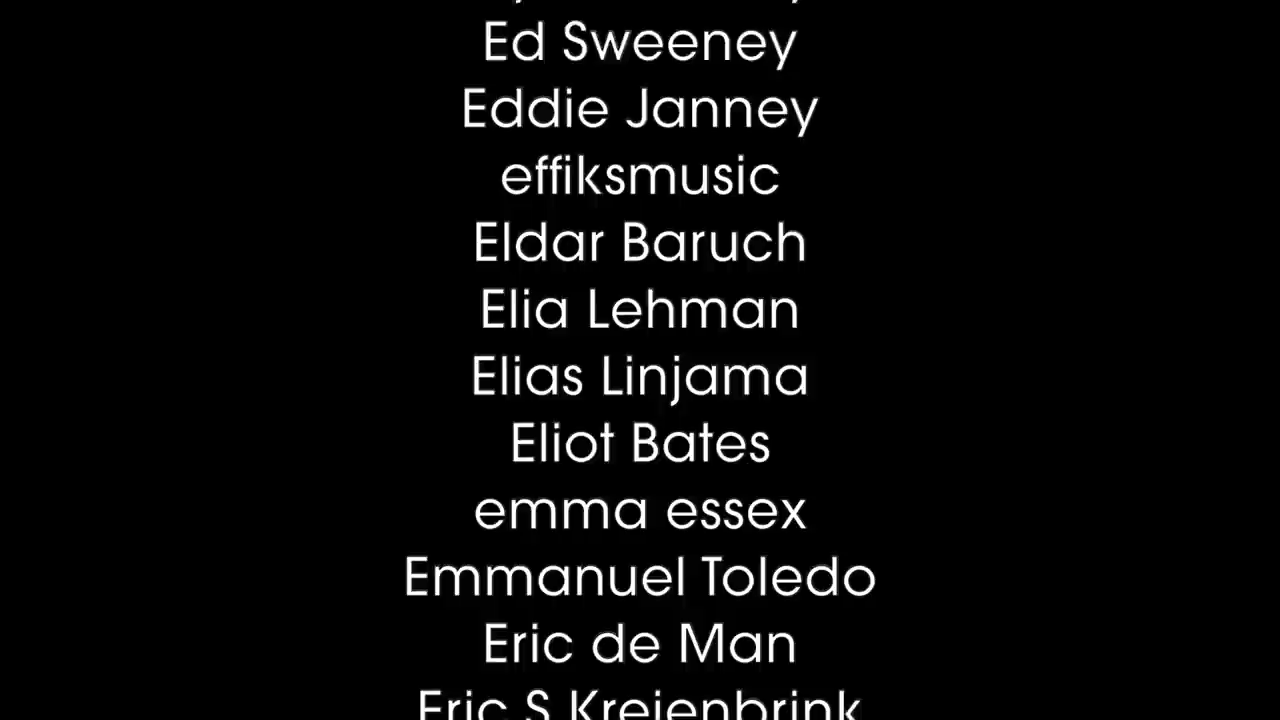 Ed Sweeney
Eddie Janney
effiksmusic
Eldar Baruch
Elia Lehman
Elias Linjama
Eliot Bates
emma essex
Emmanuel Toledo
Eric de Man
Eric S Kreienbrink